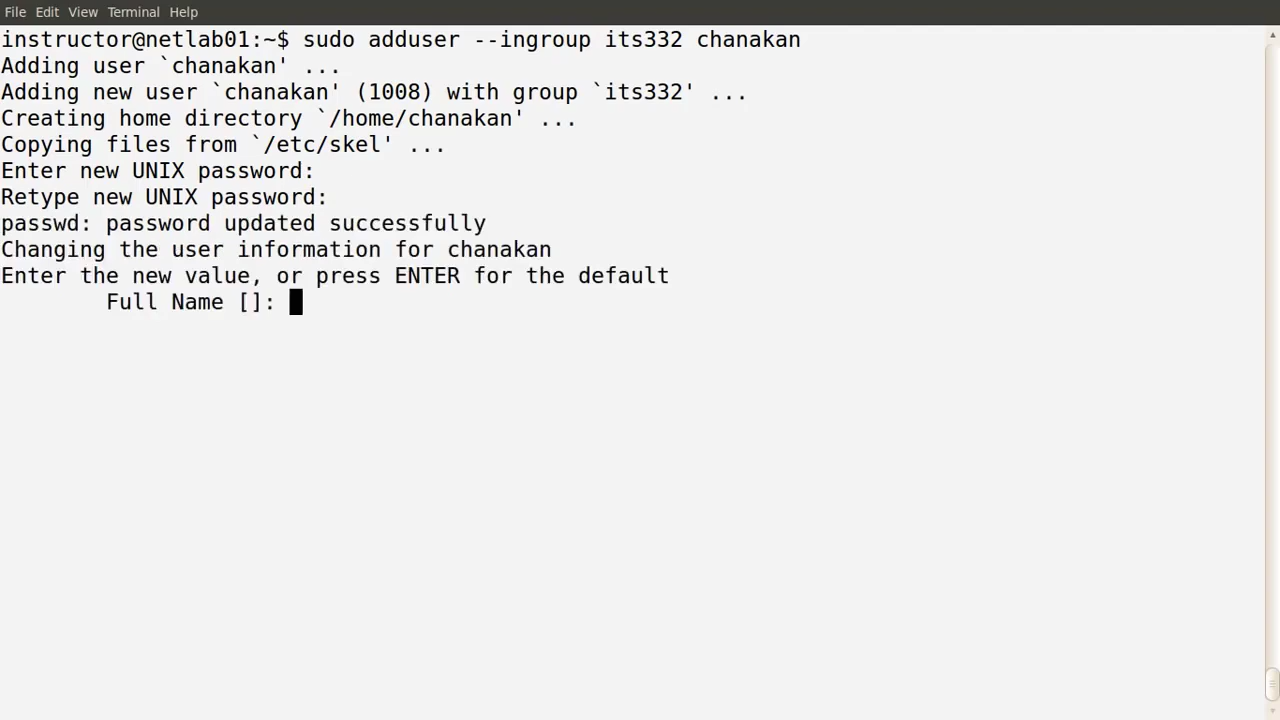 File Edit View Terminal Help
instructor@netlab01:~$ sudo adduser --ingroup its332 chanakan
Adding user `chanakan' ...
Adding new user `chanakan' (1008) with group `its332' ...
Creating home directory `/home/chanakan' ...
Copying files from `/etc/skel' ...
Enter new UNIX password:
Retype new UNIX password:
passwd: password updated successfully
Changing the user information for chanakan
Enter the new value, or press ENTER for the default
        Full Name []: